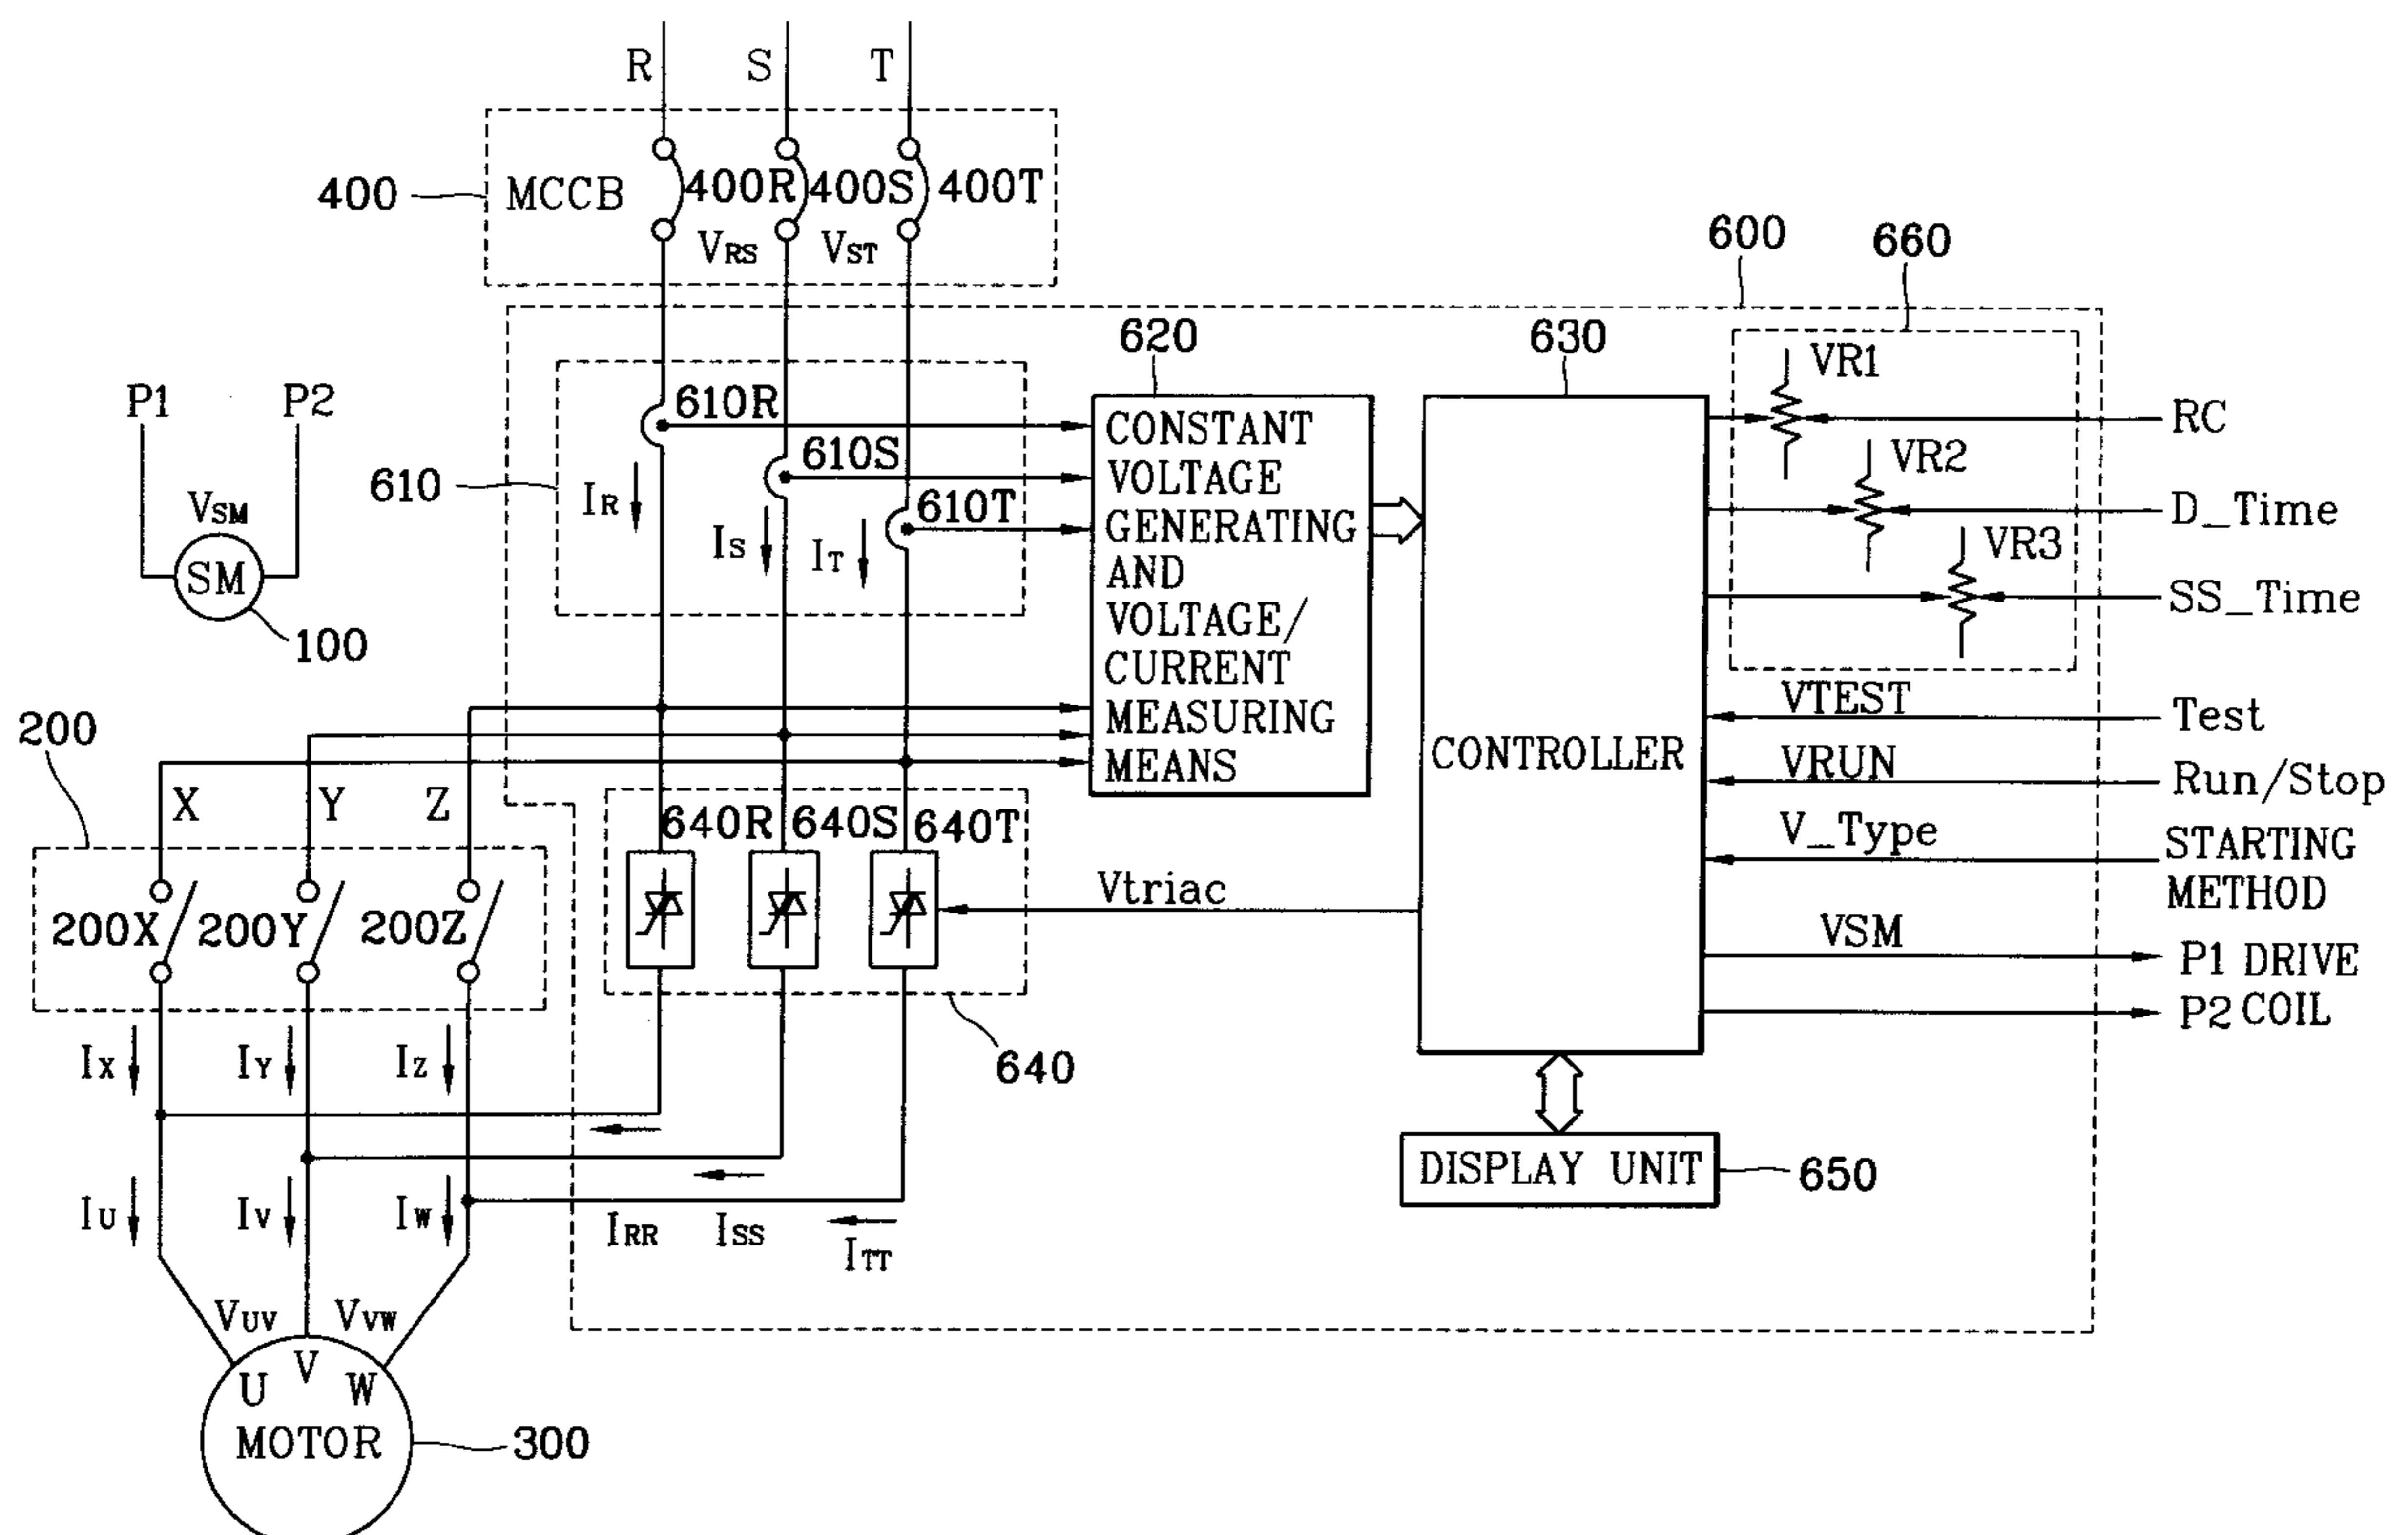 R S T
400 MCCB 400R 400S 400T
VRS VST
600 660
620 630
P1 P2
VSM
SM
100
610
610R
610S
610T
IR
IS
IT
CONSTANT
VOLTAGE
GENERATING
AND
VOLTAGE/
CURRENT
MEASURING
MEANS
CONTROLLER
VR1
VR2
VR3
RC
D_Time
SS_Time
VTEST Test
VRUN Run/Stop
V_Type STARTING
METHOD
VSM P1 DRIVE
P2 COIL
200
X Y Z
200X 200Y 200Z
640R 640S 640T
Vtriac
640
IX IY IZ
IU IV IW
IRR ISS
ITT
DISPLAY UNIT 650
VUV VVW
U V W
MOTOR 300